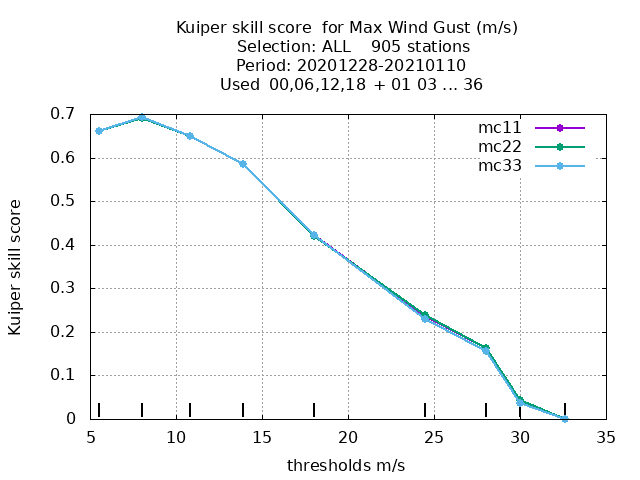 Kuiper skill score  for Max Wind Gust (m/s)
Selection: ALL    905 stations
Period: 20201228-20210110
Used 00,06,12,18 + 01 03 ... 36
mc11
mc22
mc33
0.7
0.6
0.5
0.4
0.3
0.2
0.1
0
Kuiper skill score
5 10 15 20 25 30 35
thresholds m/s